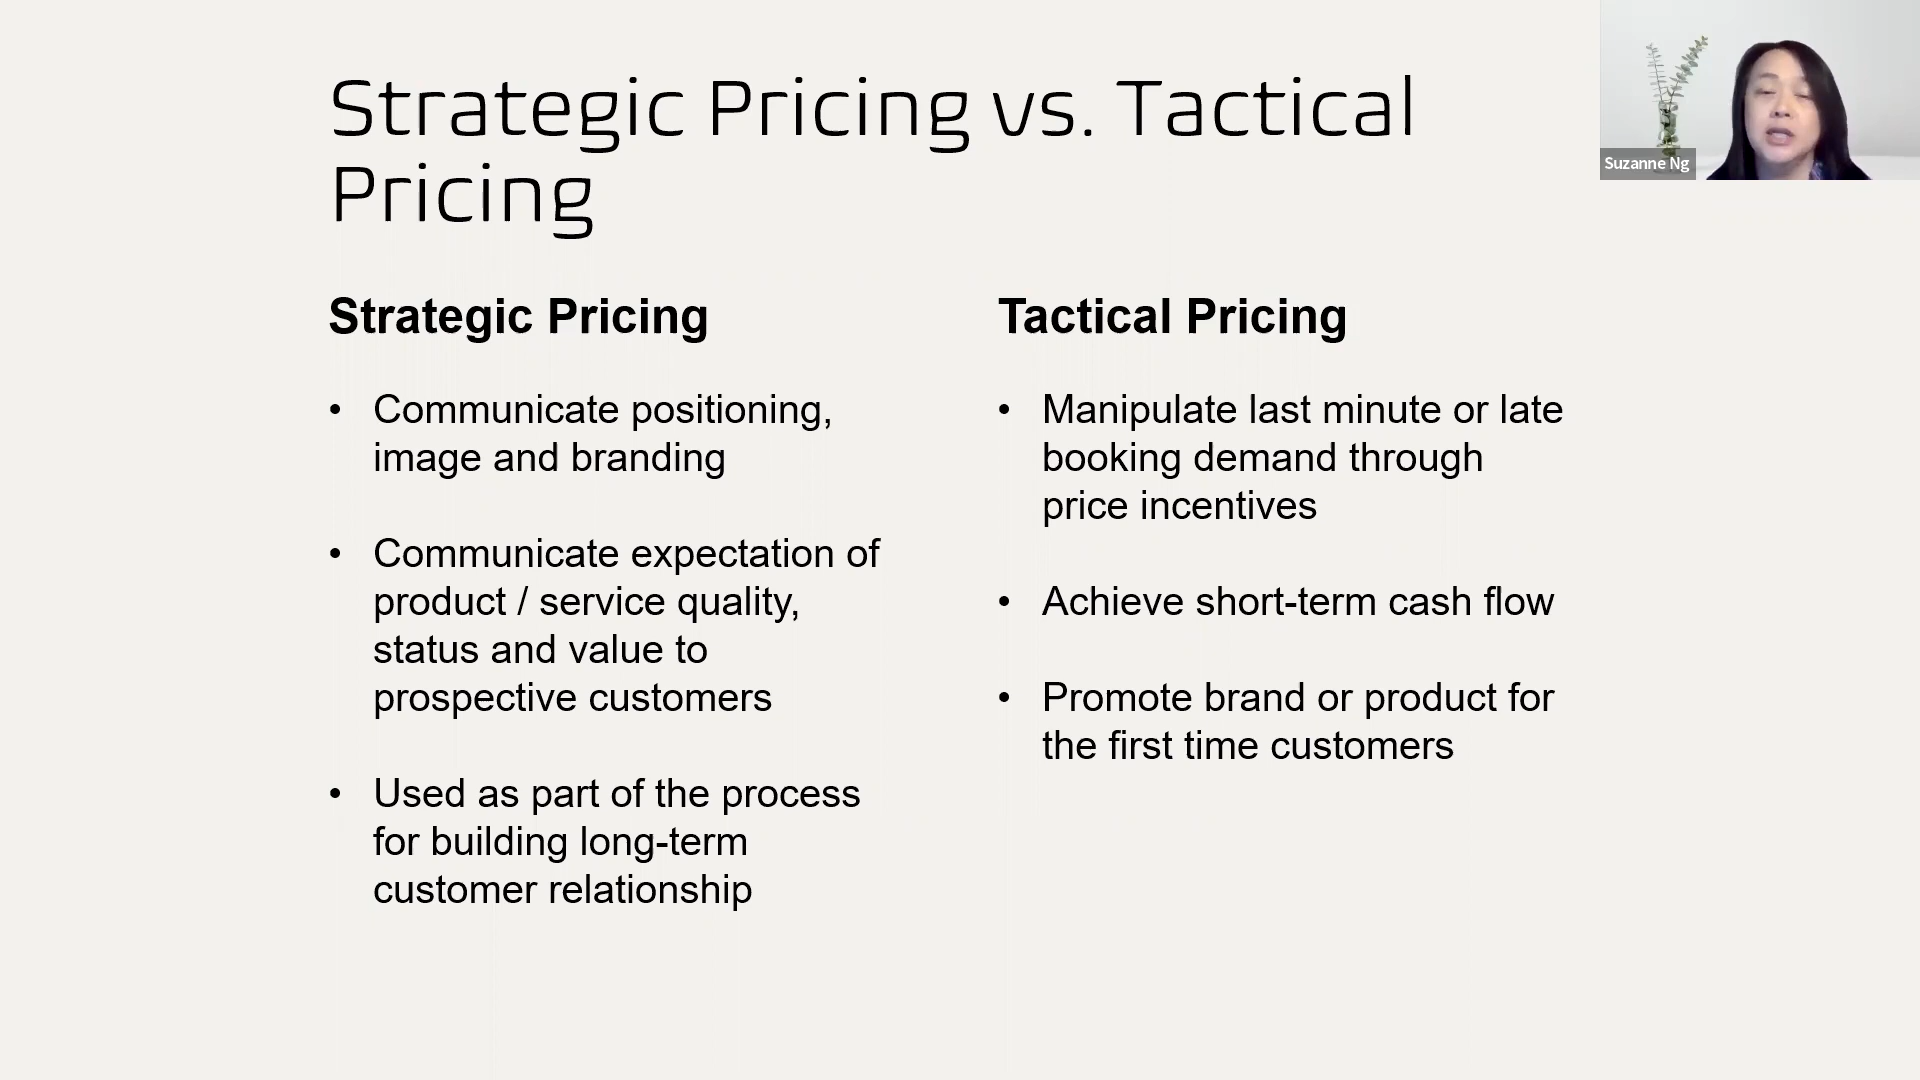 Strategic Pricing vs. Tactical
Pricing
Suzanne Ng
Strategic Pricing
• Communicate positioning,
image and branding
• Communicate expectation of
product / service quality,
status and value to
prospective customers
• Used as part of the process
for building long-term
customer relationship
Tactical Pricing
• Manipulate last minute or late
booking demand through
price incentives
• Achieve short-term cash flow
• Promote brand or product for
the first time customers